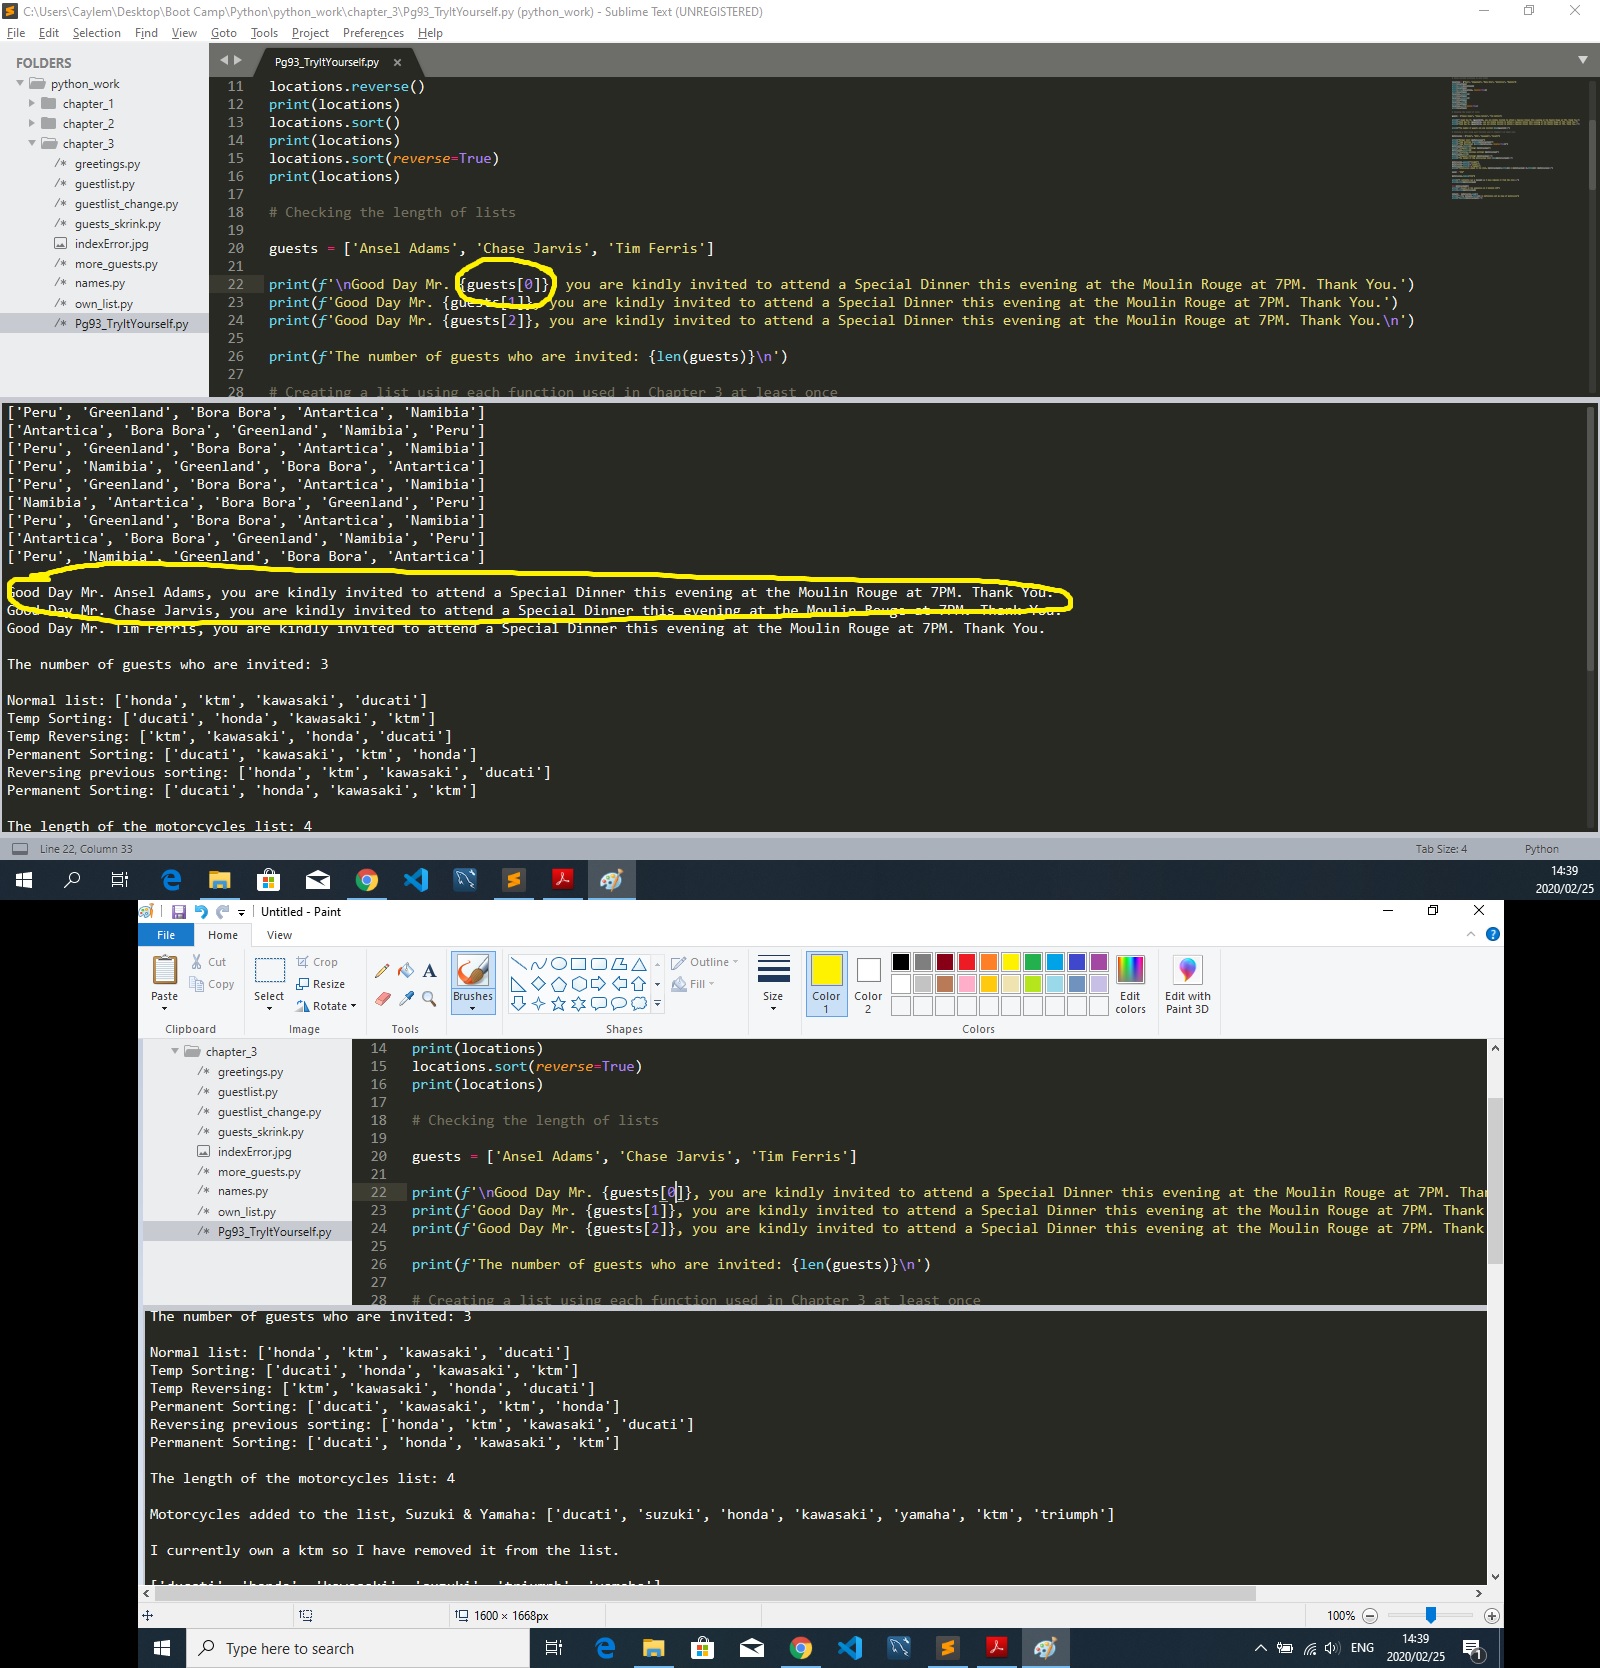 C:\Users\Caylem\Desktop\Boot Camp\Python\python_work\chapter_3\Pg93_TryItYourself.py (python_work) - Sublime Text (UNREGISTERED)
File Edit Selection Find View Goto Tools Project Preferences Help
FOLDERS
python_work
chapter_1
chapter_2
chapter_3
/* greetings.py
/* guestlist.py
/* guestlist_change.py
/* guests_skrink.py
indexError.jpg
/* more_guests.py
/* names.py
/* own_list.py
/* Pg93_TryItYourself.py
Pg93_TryItYourself.py ×
11 locations.reverse()
12 print(locations)
13 locations.sort()
14 print(locations)
15 locations.sort(reverse=True)
16 print(locations)
17
18 # Checking the length of lists
19
20 guests = ['Ansel Adams', 'Chase Jarvis', 'Tim Ferris']
21
22 print(f'\nGood Day Mr. {guests[0]} you are kindly invited to attend a Special Dinner this evening at the Moulin Rouge at 7PM. Thank You.')
23 print(f'Good Day Mr. {guests[1]}, you are kindly invited to attend a Special Dinner this evening at the Moulin Rouge at 7PM. Thank You.')
24 print(f'Good Day Mr. {guests[2]}, you are kindly invited to attend a Special Dinner this evening at the Moulin Rouge at 7PM. Thank You.\n')
25
26 print(f'The number of guests who are invited: {len(guests)}\n')
27
28 # Creating a list using each function used in Chapter 3 at least once
['Peru', 'Greenland', 'Bora Bora', 'Antartica', 'Namibia']
['Antartica', 'Bora Bora', 'Greenland', 'Namibia', 'Peru']
['Peru', 'Greenland', 'Bora Bora', 'Antartica', 'Namibia']
['Peru', 'Namibia', 'Greenland', 'Bora Bora', 'Antartica']
['Peru', 'Greenland', 'Bora Bora', 'Antartica', 'Namibia']
['Namibia', 'Antartica', 'Bora Bora', 'Greenland', 'Peru']
['Peru', 'Greenland', 'Bora Bora', 'Antartica', 'Namibia']
['Antartica', 'Bora Bora', 'Greenland', 'Namibia', 'Peru']
['Peru', 'Namibia', 'Greenland', 'Bora Bora', 'Antartica']
Good Day Mr. Ansel Adams, you are kindly invited to attend a Special Dinner this evening at the Moulin Rouge at 7PM. Thank You.
Good Day Mr. Chase Jarvis, you are kindly invited to attend a Special Dinner this evening at the Moulin Rouge at 7PM. Thank You.
Good Day Mr. Tim Ferris, you are kindly invited to attend a Special Dinner this evening at the Moulin Rouge at 7PM. Thank You.
The number of guests who are invited: 3
Normal list: ['honda', 'ktm', 'kawasaki', 'ducati']
Temp Sorting: ['ducati', 'honda', 'kawasaki', 'ktm']
Temp Reversing: ['ktm', 'kawasaki', 'honda', 'ducati']
Permanent Sorting: ['ducati', 'kawasaki', 'ktm', 'honda']
Reversing previous sorting: ['honda', 'ktm', 'kawasaki', 'ducati']
Permanent Sorting: ['ducati', 'honda', 'kawasaki', 'ktm']
The length of the motorcycles list: 4
Line 22, Column 33 Tab Size: 4 Python
14:39
2020/02/25
Untitled - Paint
File Home View
Paste Cut Copy Select Crop Resize Rotate Brushes Outline Fill Size Color 1 Color 2 Edit colors Edit with Paint 3D
Clipboard Image Tools Shapes Colors
chapter_3
/* greetings.py
/* guestlist.py
/* guestlist_change.py
/* guests_skrink.py
indexError.jpg
/* more_guests.py
/* names.py
/* own_list.py
/* Pg93_TryItYourself.py
14 print(locations)
15 locations.sort(reverse=True)
16 print(locations)
17
18 # Checking the length of lists
19
20 guests = ['Ansel Adams', 'Chase Jarvis', 'Tim Ferris']
21
22 print(f'\nGood Day Mr. {guests[0]}, you are kindly invited to attend a Special Dinner this evening at the Moulin Rouge at 7PM. Than
23 print(f'Good Day Mr. {guests[1]}, you are kindly invited to attend a Special Dinner this evening at the Moulin Rouge at 7PM. Thank
24 print(f'Good Day Mr. {guests[2]}, you are kindly invited to attend a Special Dinner this evening at the Moulin Rouge at 7PM. Thank
25
26 print(f'The number of guests who are invited: {len(guests)}\n')
27
28 # Creating a list using each function used in Chapter 3 at least once
The number of guests who are invited: 3
Normal list: ['honda', 'ktm', 'kawasaki', 'ducati']
Temp Sorting: ['ducati', 'honda', 'kawasaki', 'ktm']
Temp Reversing: ['ktm', 'kawasaki', 'honda', 'ducati']
Permanent Sorting: ['ducati', 'kawasaki', 'ktm', 'honda']
Reversing previous sorting: ['honda', 'ktm', 'kawasaki', 'ducati']
Permanent Sorting: ['ducati', 'honda', 'kawasaki', 'ktm']
The length of the motorcycles list: 4
Motorcycles added to the list, Suzuki & Yamaha: ['ducati', 'suzuki', 'honda', 'kawasaki', 'yamaha', 'ktm', 'triumph']
I currently own a ktm so I have removed it from the list.
['ducati', 'honda', 'kawasaki', 'suzuki', 'triumph', 'yamaha']
1600 × 1668px 100%
Type here to search
ENG
14:39
2020/02/25
1